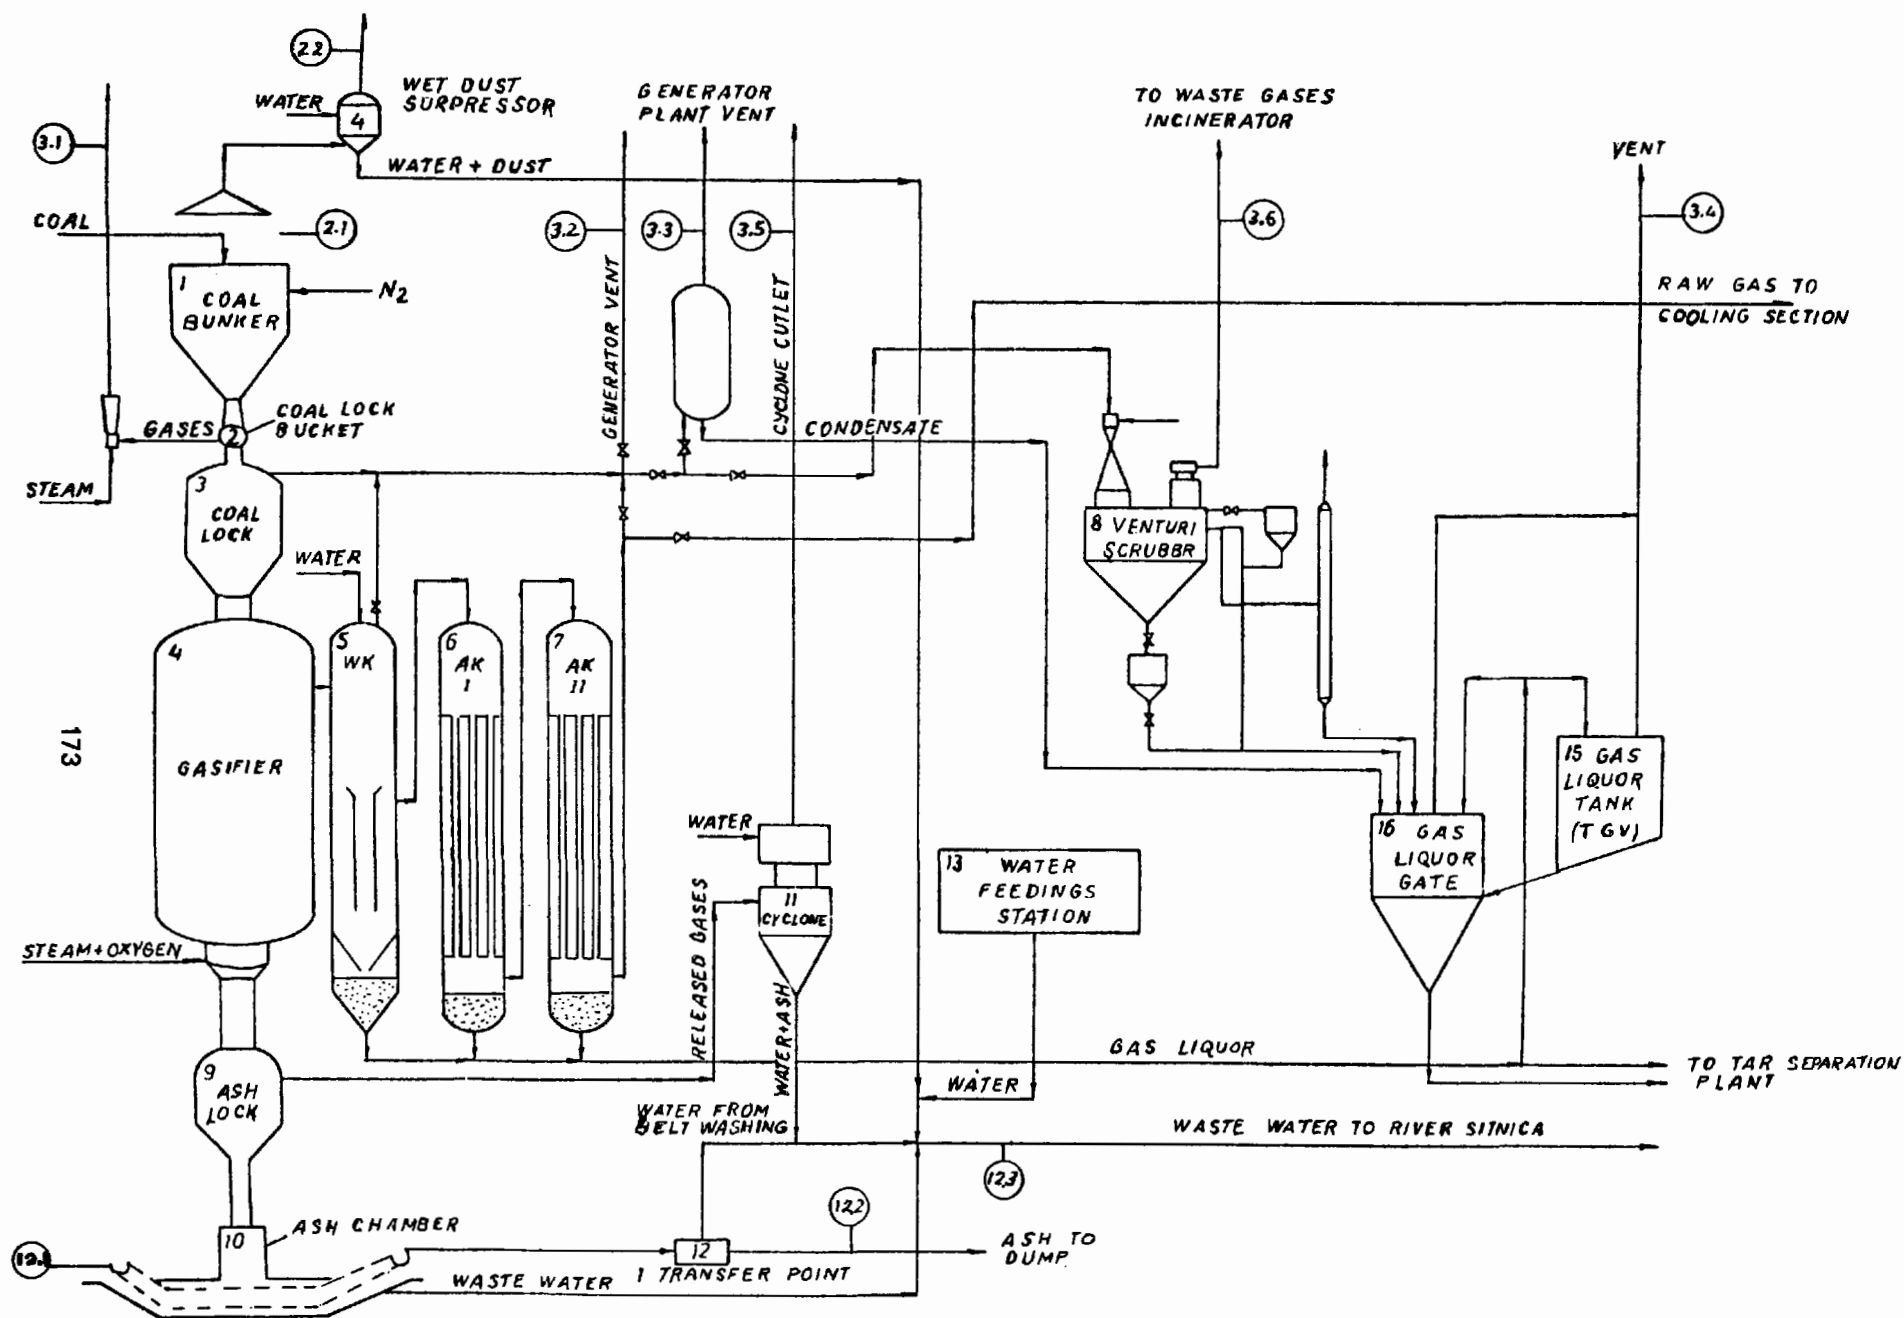 22
WET DUST
SURPRESSOR
WATER
4
GENERATOR
PLANT VENT
TO WASTE GASES
INCINERATOR
3.1
WATER + DUST
VENT
COAL
2.1
3.2
3.3
3.5
3.6
3.4
1
COAL
BUNKER
N2
GENERATOR VENT
CYCLONE CUTLET
RAW GAS TO
COOLING SECTION
COAL LOCK
BUCKET
GASES
2
CONDENSATE
STEAM
3
COAL
LOCK
8 VENTURI
SCRUBBR
WATER
4
GASIFIER
5
WK
6
AK
I
7
AK
II
173
15 GAS
LIQUOR
TANK
(TGV)
WATER
16 GAS
LIQUOR
GATE
13 WATER
FEEDINGS
STATION
11
CYCLONE
RELEASED GASES
STEAM+OXYGEN
WATER+ASH
GAS LIQUOR
TO TAR SEPARATION
PLANT
9
ASH
LOCK
WATER
WATER FROM
BELT WASHING
WASTE WATER TO RIVER SITNICA
12.3
12.2
10
ASH CHAMBER
12.1
12
ASH TO
DUMP
1 TRANSFER POINT
WASTE WATER